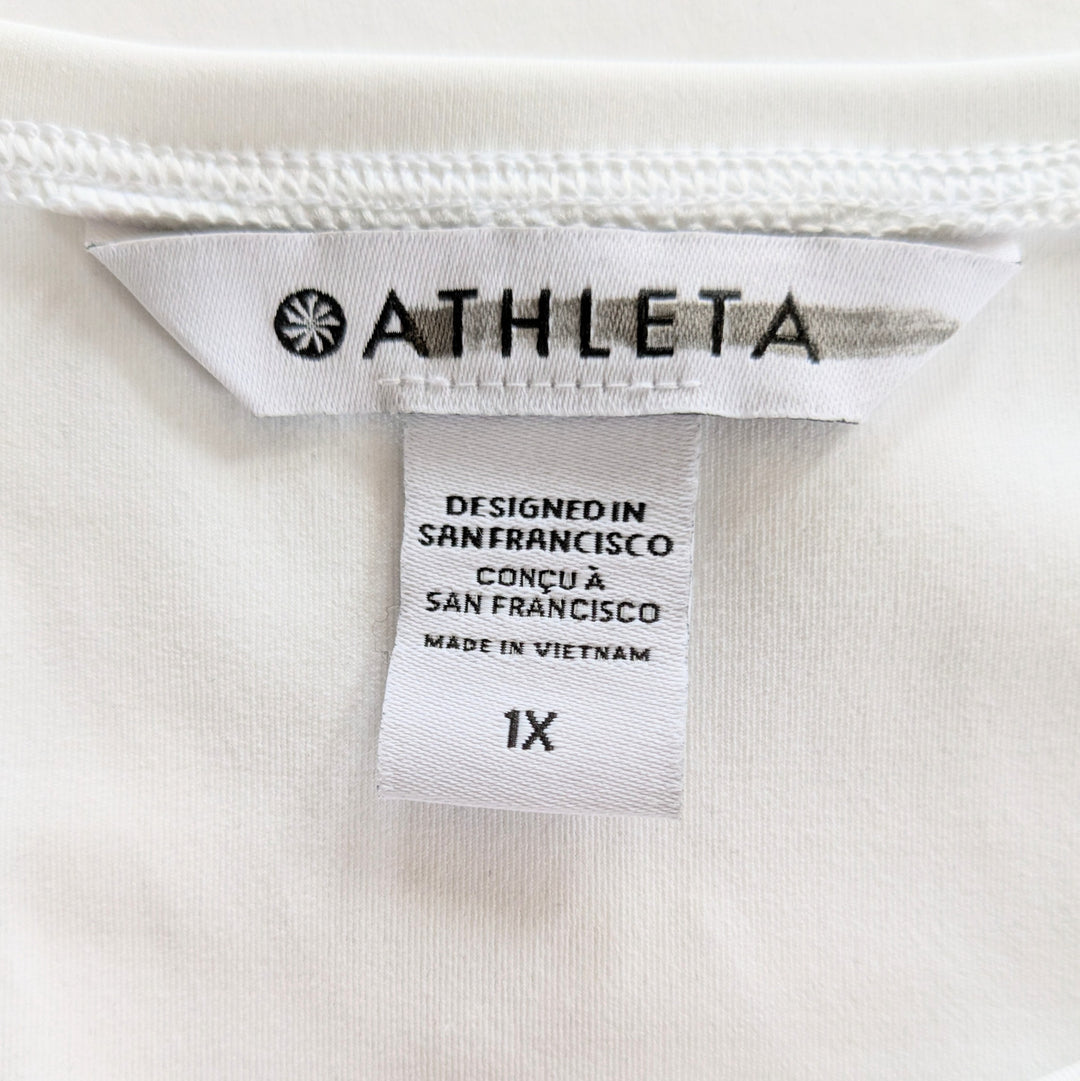 ATHLETA
DESIGNED IN
SAN FRANCISCO
CONÇU À
SAN FRANCISCO
MADE IN VIETNAM
1X